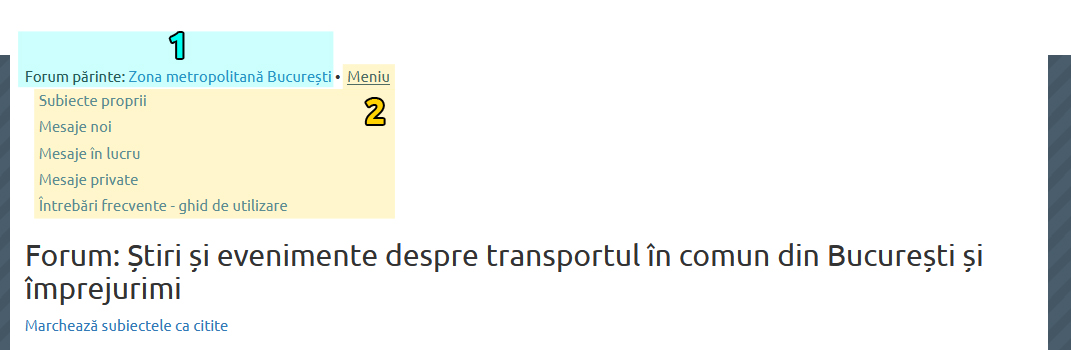 1
Forum părinte: Zona metropolitană București • Meniu
2
Subiecte proprii
Mesaje noi
Mesaje în lucru
Mesaje private
Întrebări frecvente - ghid de utilizare
Forum: Știri și evenimente despre transportul în comun din București și
împrejurimi
Marchează subiectele ca citite